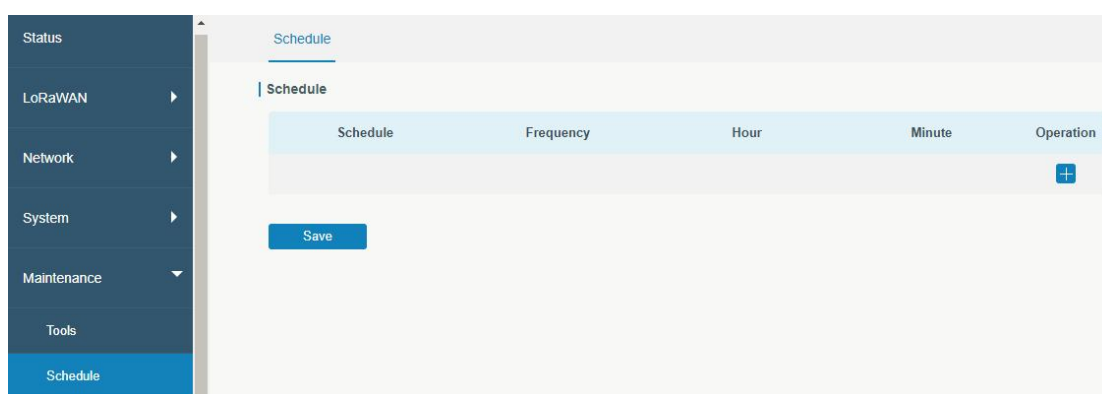 Status
LoRaWAN
Network
System
Maintenance
Tools
Schedule
Schedule
Schedule
Schedule Frequency Hour Minute Operation
Save